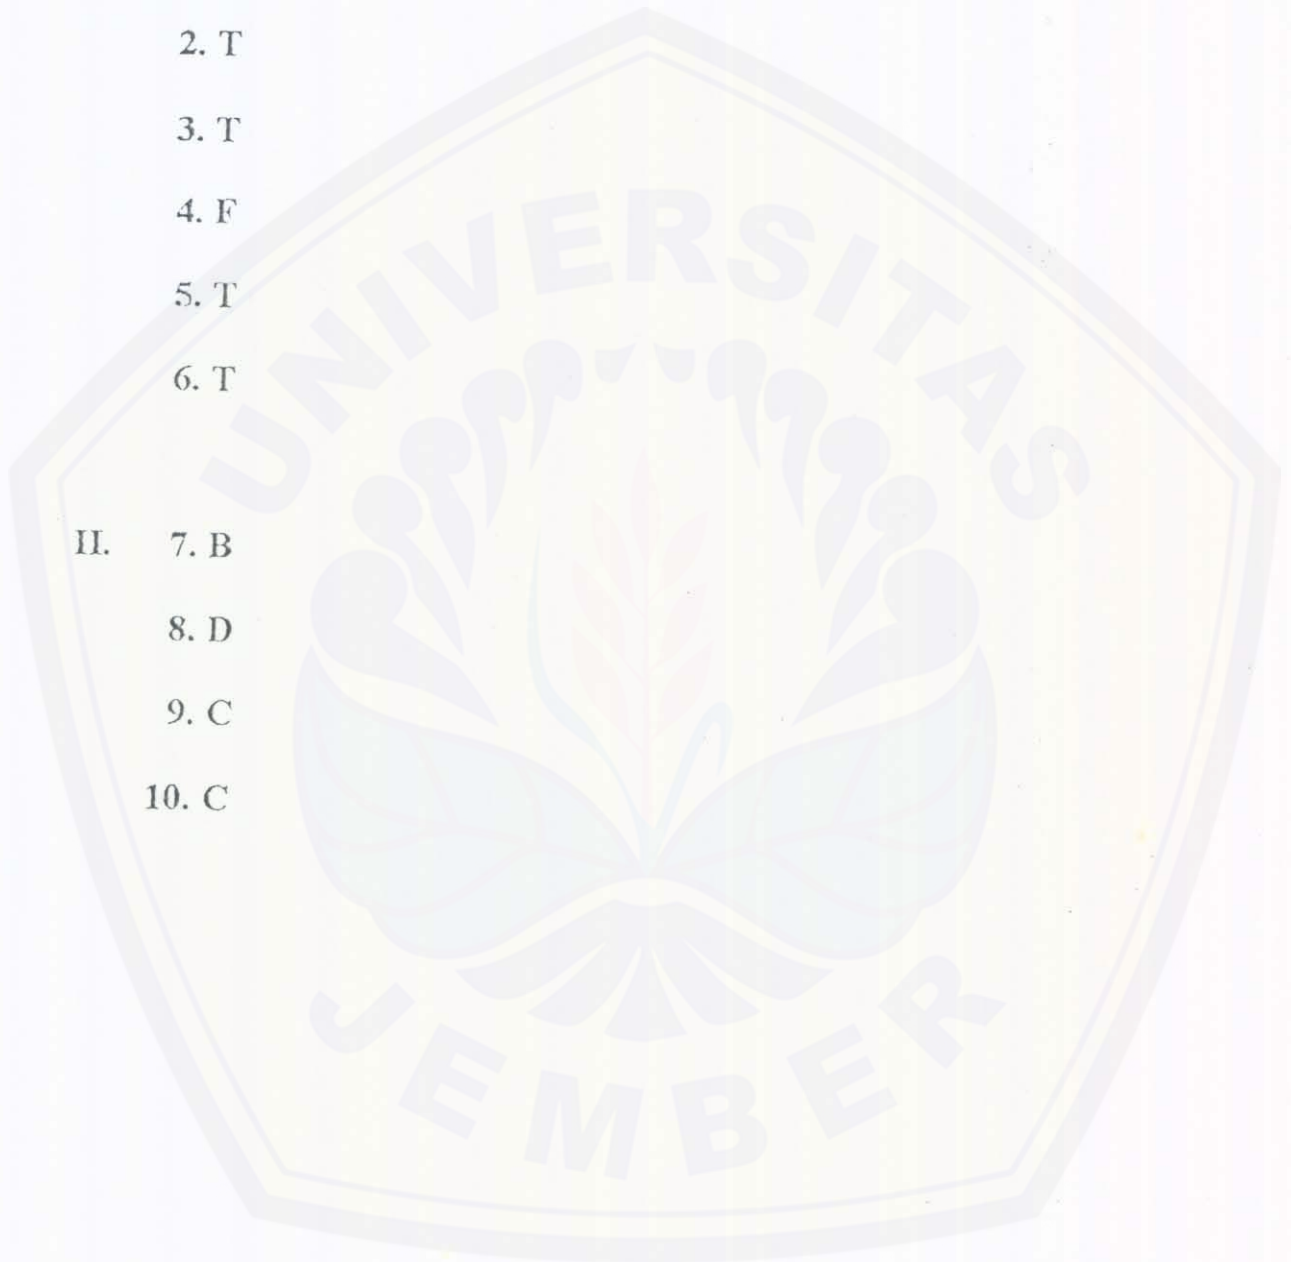 2. T
3. T
4. F
5. T
6. T
II. 7. B
8. D
9. C
10. C
UNIVERSITAS
JEMBER